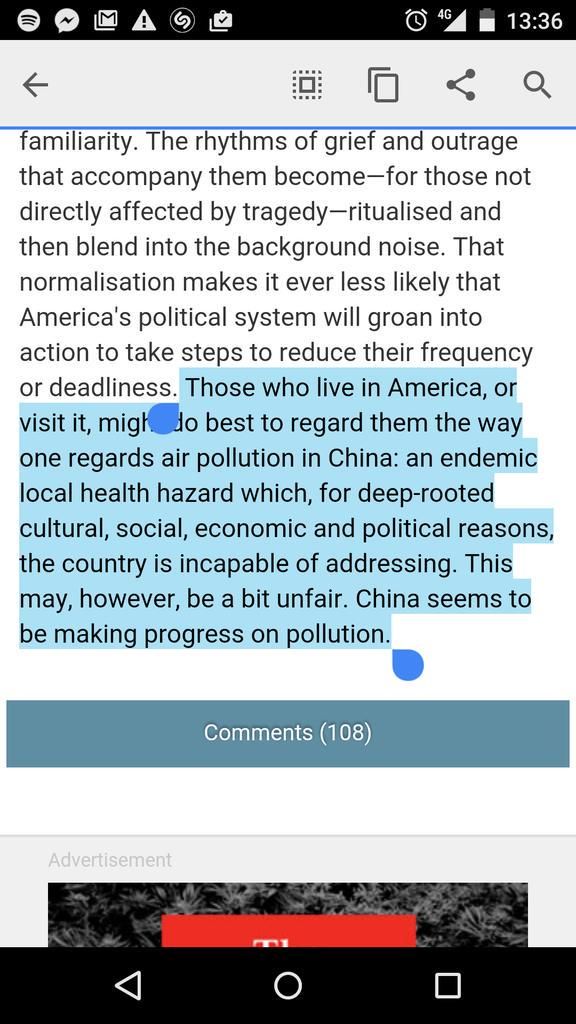 4G 13:36
familiarity. The rhythms of grief and outrage
that accompany them become—for those not
directly affected by tragedy—ritualised and
then blend into the background noise. That
normalisation makes it ever less likely that
America's political system will groan into
action to take steps to reduce their frequency
or deadliness. Those who live in America, or
visit it, do best to regard them the way
one regards air pollution in China: an endemic
local health hazard which, for deep-rooted
cultural, social, economic and political reasons,
the country is incapable of addressing. This
may, however, be a bit unfair. China seems to
be making progress on pollution.
Comments (108)
Advertisement